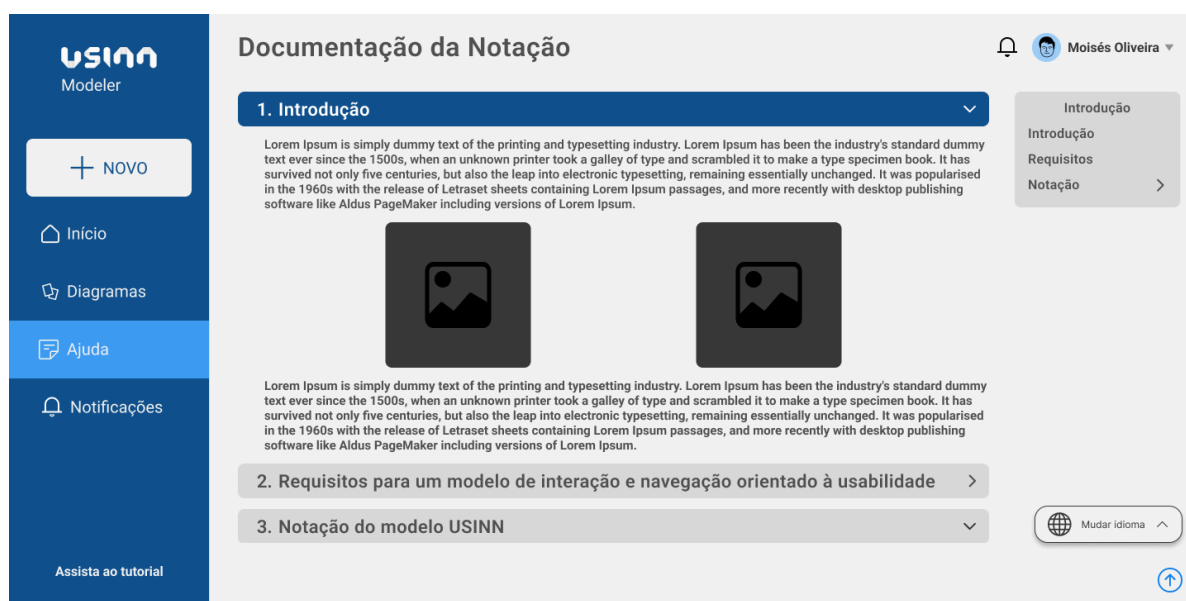 usinn
Modeler
NOVO
Início
Diagramas
Ajuda
Notificações
Assista ao tutorial
Documentação da Notação
Moisés Oliveira
1. Introdução
Lorem Ipsum is simply dummy text of the printing and typesetting industry. Lorem Ipsum has been the industry's standard dummy
text ever since the 1500s, when an unknown printer took a galley of type and scrambled it to make a type specimen book. It has
survived not only five centuries, but also the leap into electronic typesetting, remaining essentially unchanged. It was popularised
in the 1960s with the release of Letraset sheets containing Lorem Ipsum passages, and more recently with desktop publishing
software like Aldus PageMaker including versions of Lorem Ipsum.
Lorem Ipsum is simply dummy text of the printing and typesetting industry. Lorem Ipsum has been the industry's standard dummy
text ever since the 1500s, when an unknown printer took a galley of type and scrambled it to make a type specimen book. It has
survived not only five centuries, but also the leap into electronic typesetting, remaining essentially unchanged. It was popularised
in the 1960s with the release of Letraset sheets containing Lorem Ipsum passages, and more recently with desktop publishing
software like Aldus PageMaker including versions of Lorem Ipsum.
2. Requisitos para um modelo de interação e navegação orientado à usabilidade
3. Notação do modelo USINN
Introdução
Introdução
Requisitos
Notação
Mudar idioma